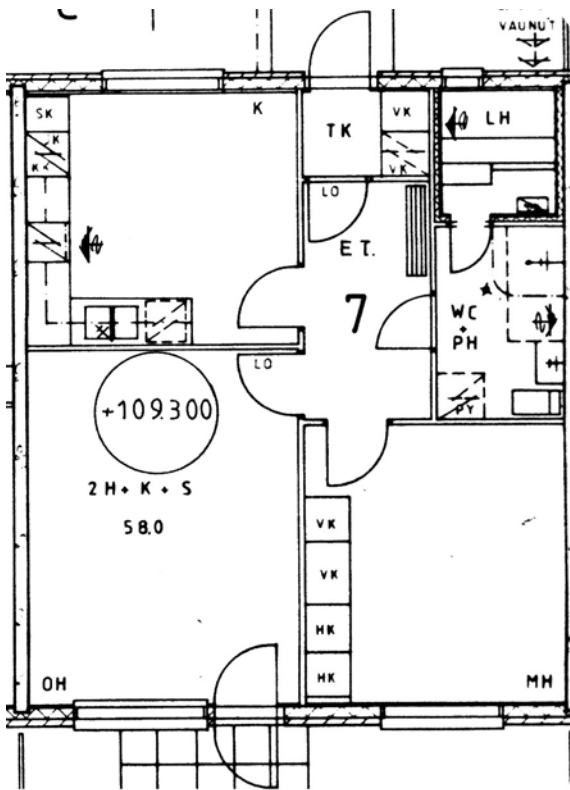 VAUNUT
SK
K
TK
VK
LH
K
VK
K
LO
ET.
7
WC
+
PH
LO
+109.300
PY
2H+ K + S
58.0
VK
VK
HK
HK
OH
MH